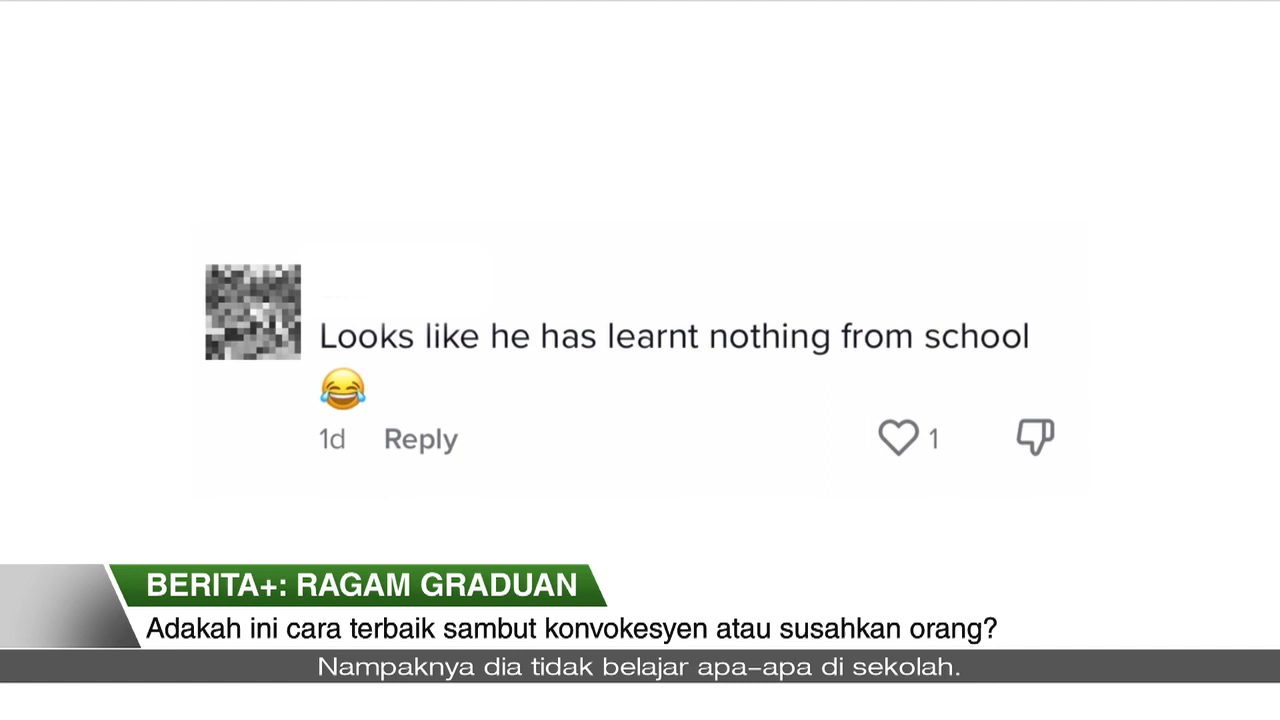 Looks like he has learnt nothing from school
😂
1d Reply 1
BERITA+: RAGAM GRADUAN
Adakah ini cara terbaik sambut konvokesyen atau susahkan orang?
Nampaknya dia tidak belajar apa-apa di sekolah.